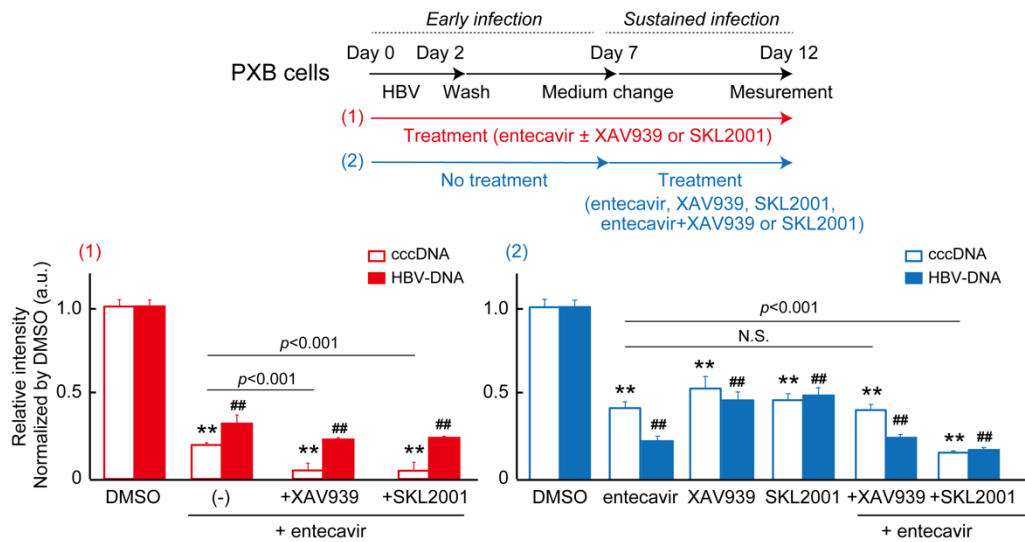 Early infection Sustained infection
Day 0 Day 2 Day 7 Day 12
PXB cells
HBV Wash Medium change Mesurement
(1)
Treatment (entecavir ± XAV939 or SKL2001)
(2)
No treatment Treatment
(entecavir, XAV939, SKL2001,
entecavir+XAV939 or SKL2001)
(1)
cccDNA
HBV-DNA
Relative intensity
Normalized by DMSO (a.u.)
1.0
0.5
0
p<0.001
p<0.001
** ## ** ## ** ##
DMSO (-) +XAV939 +SKL2001
+ entecavir
(2)
cccDNA
HBV-DNA
1.0
0.5
0
p<0.001
N.S.
** ## ** ## ** ## ** ## ** ##
DMSO entecavir XAV939 SKL2001 +XAV939 +SKL2001
+ entecavir